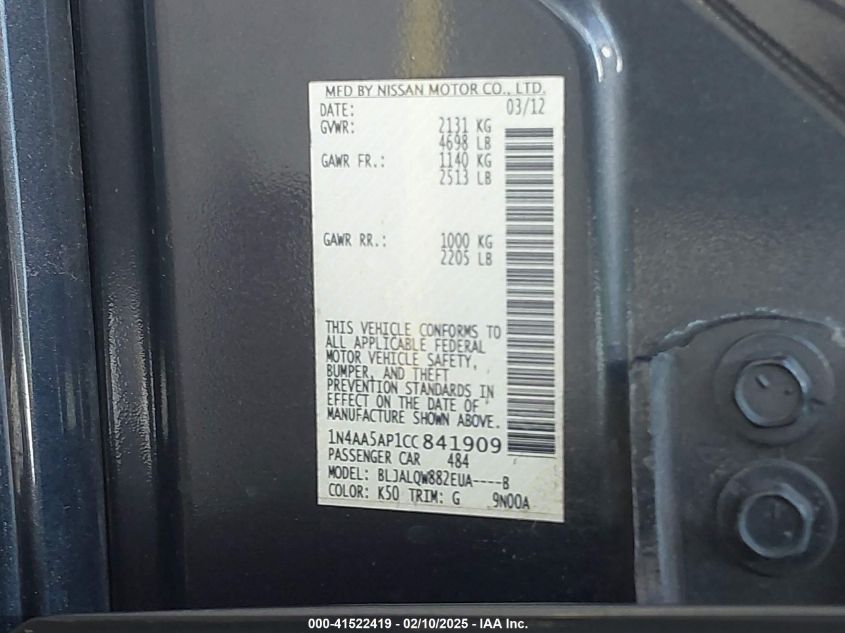 MFD BY NISSAN MOTOR CO., LTD.
DATE: 03/12
GVWR: 2131 KG
4698 LB
GAWR FR.: 1140 KG
2513 LB
GAWR RR.: 1000 KG
2205 LB
THIS VEHICLE CONFORMS TO
ALL APPLICABLE FEDERAL
MOTOR VEHICLE SAFETY,
BUMPER, AND THEFT
PREVENTION STANDARDS IN
EFFECT ON THE DATE OF
MANUFACTURE SHOWN ABOVE.
1N4AA5AP1CC841909
PASSENGER CAR 484
MODEL: BLJALQW882EUA----B
COLOR: K50 TRIM: G 9N00A
000-41522419 - 02/10/2025 - IAA Inc.